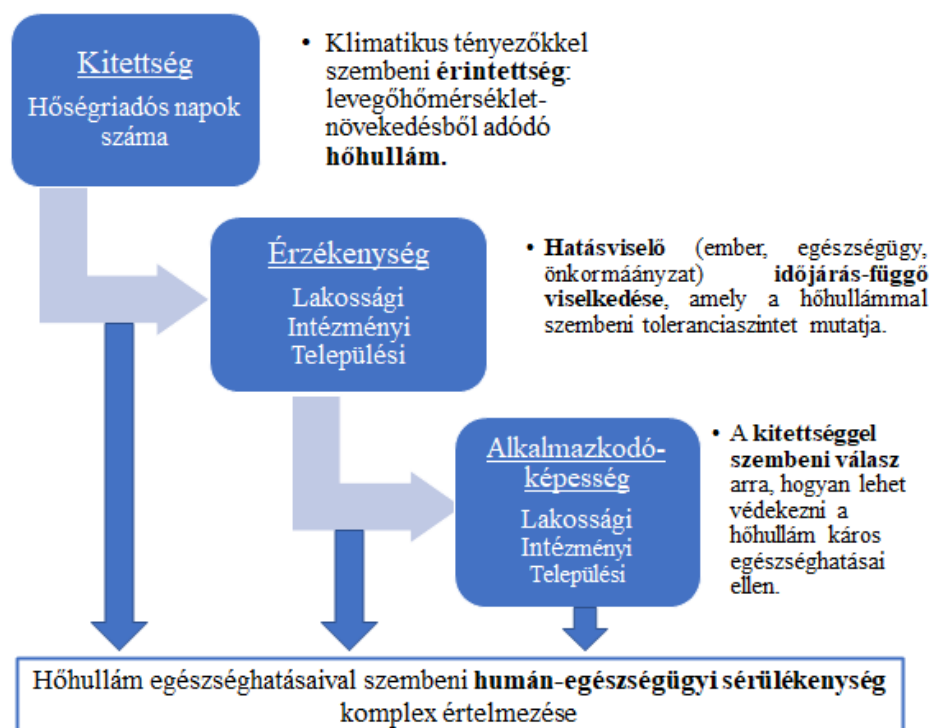 Kitettség
Hőségriadós napok
száma
• Klimatikus tényezőkkel
szembeni érintettség:
levegőhőmérséklet-
növekedésből adódó
hőhullám.
Érzékenység
Lakossági
Intézményi
Települési
• Hatásviselő (ember, egészségügy,
önkormáányzat) időjárás-függő
viselkedése, amely a hőhullámmal
szembeni toleranciaszintet mutatja.
Alkalmazkodó-
képesség
Lakossági
Intézményi
Települési
• A kitettséggel
szembeni válasz
arra, hogyan lehet
védekezni a
hőhullám káros
egészséghatásai
ellen.
Hőhullám egészséghatásaival szembeni humán-egészségügyi sérülékenység
komplex értelmezése